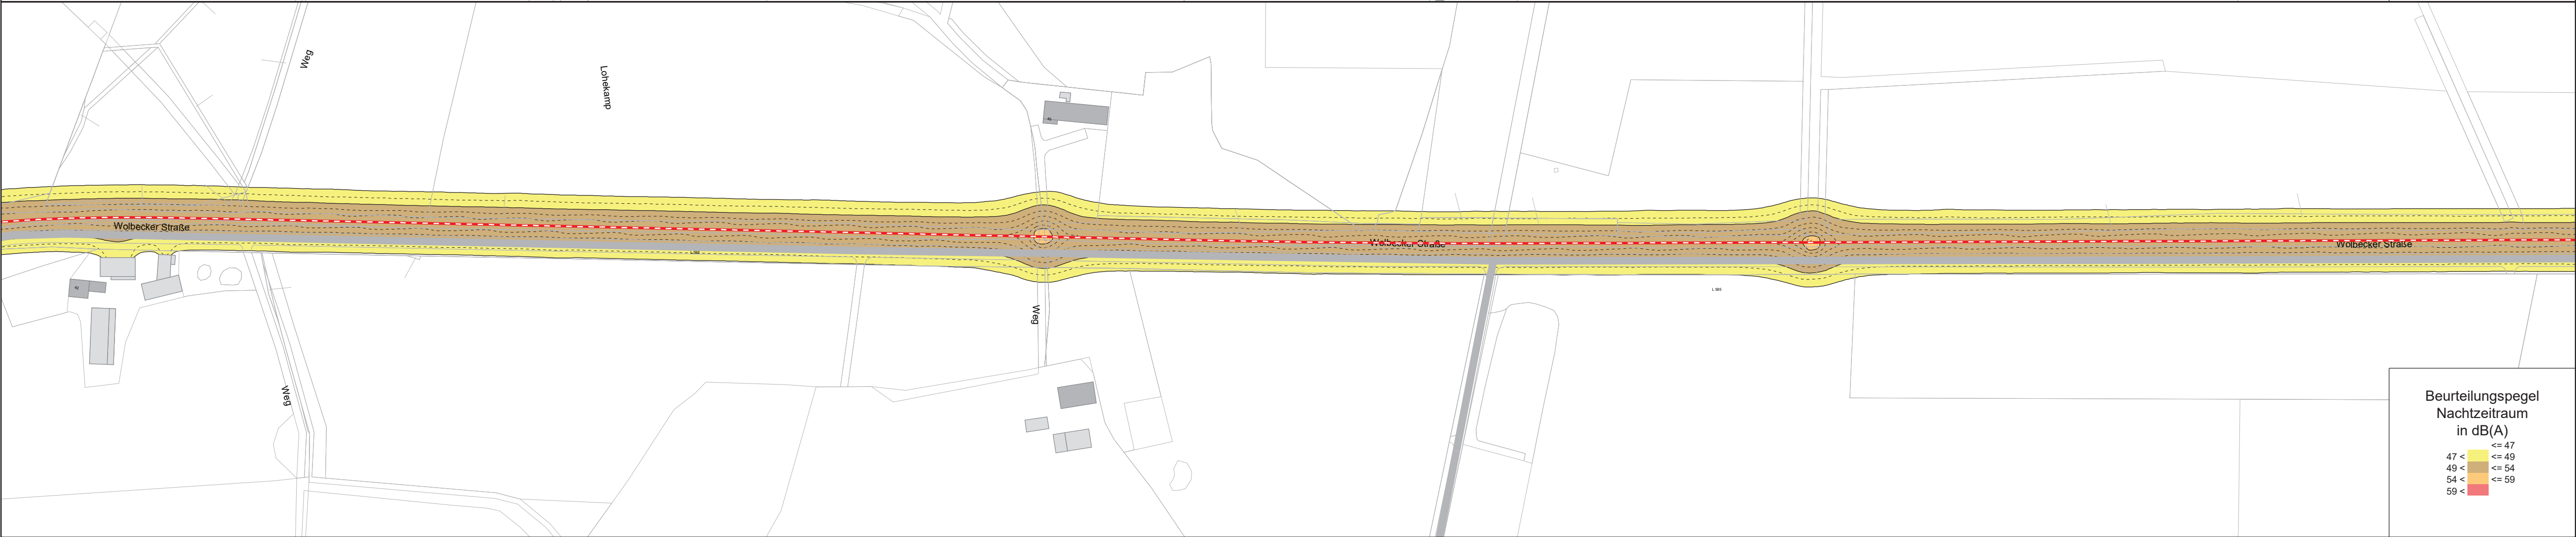 Weg
Lohekamp
Wolbecker Straße
Wolbecker Straße
Wolbecker Straße
Weg
Weg
Beurteilungspegel
Nachtzeitraum
in dB(A)
<= 47
47 < <= 49
49 < <= 54
54 < <= 59
59 <